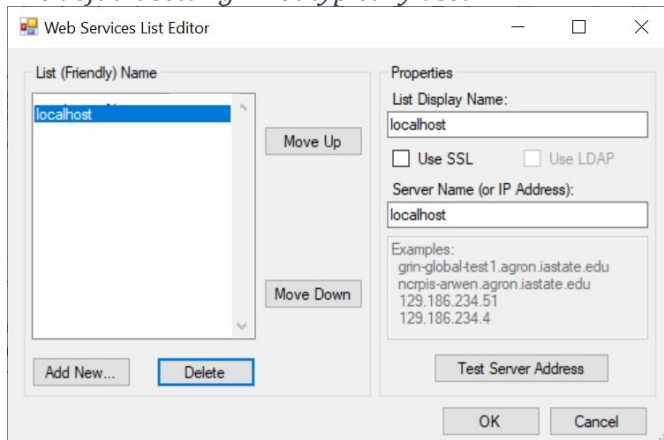 Web Services List Editor
List (Friendly) Name
localhost
Move Up
Move Down
Add New...
Delete
Properties
List Display Name:
localhost
Use SSL
Use LDAP
Server Name (or IP Address):
localhost
Examples:
grin-global-test1.agron.iastate.edu
ncrpis-arwen.agron.iastate.edu
129.186.234.51
129.186.234.4
Test Server Address
OK
Cancel